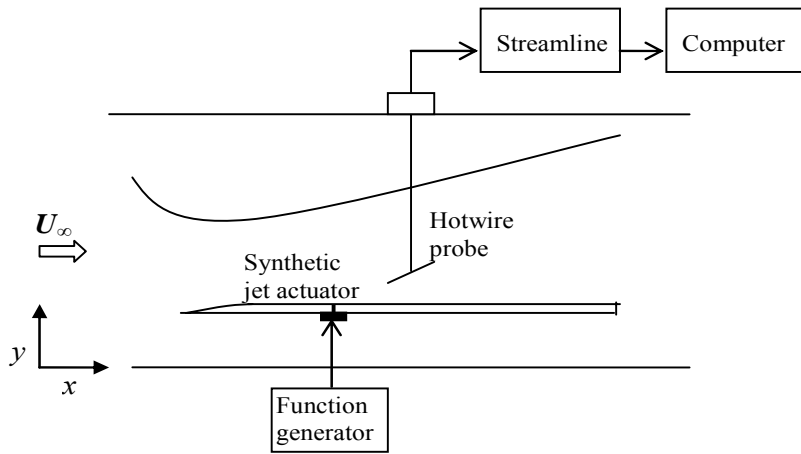 Streamline
Computer
Hotwire
probe
U∞
Synthetic
jet actuator
y
x
Function
generator